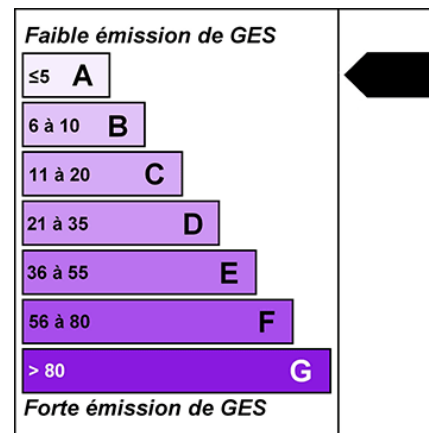 Faible émission de GES
≤5 A
6 à 10 B
11 à 20 C
21 à 35 D
36 à 55 E
56 à 80 F
> 80 G
Forte émission de GES